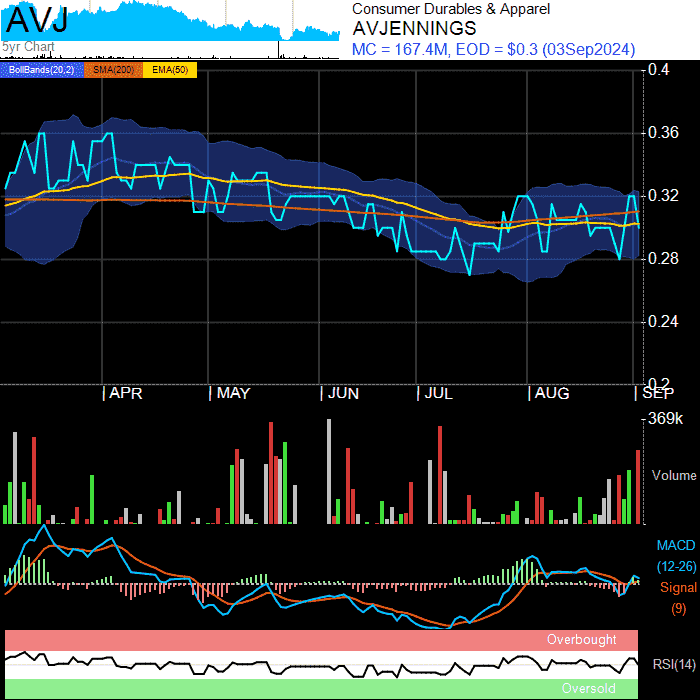 AVJ
5yr Chart
Consumer Durables & Apparel
AVJENNINGS
MC = 167.4M, EOD = $0.3 (03Sep2024)
BollBands(20,2) SMA(200) EMA(50)
0.4
0.36
0.32
0.28
0.24
0.2
APR MAY JUN JUL AUG SEP
369k
Volume
MACD
(12-26)
Signal
(9)
Overbought
RSI(14)
Oversold